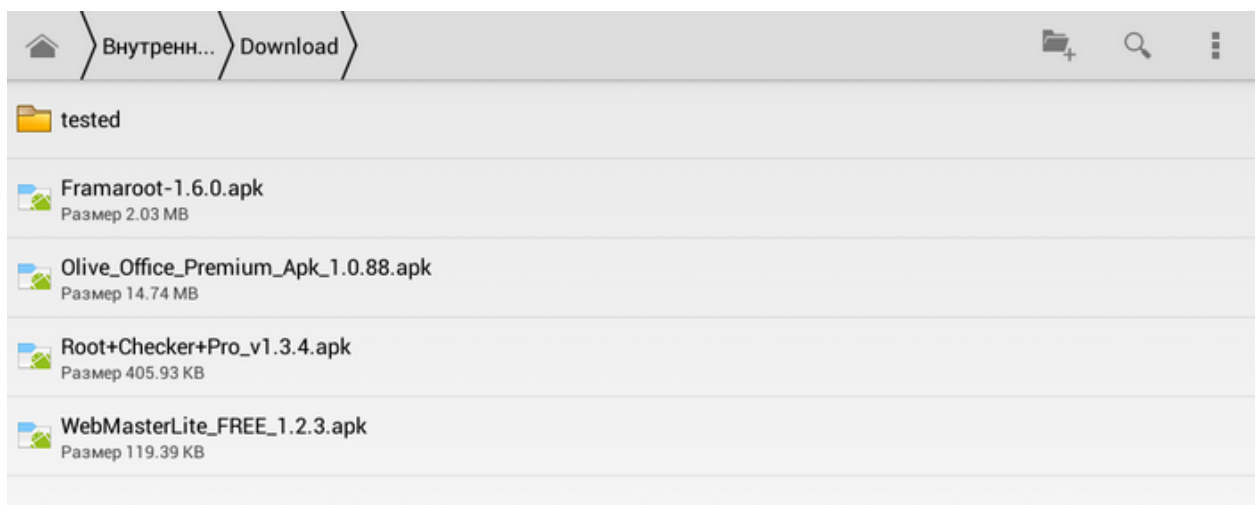 Внутренн... Download
tested
Framaroot-1.6.0.apk
Размер 2.03 MB
Olive_Office_Premium_Apk_1.0.88.apk
Размер 14.74 MB
Root+Checker+Pro_v1.3.4.apk
Размер 405.93 KB
WebMasterLite_FREE_1.2.3.apk
Размер 119.39 KB